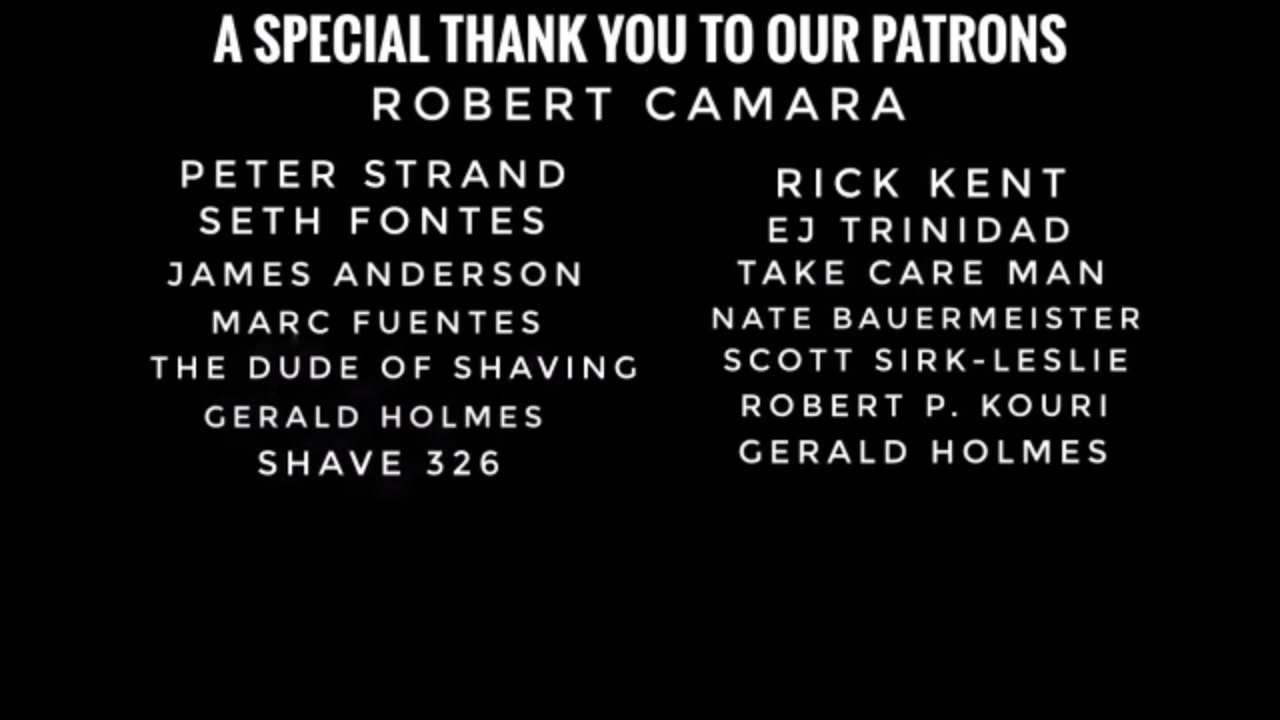 A SPECIAL THANK YOU TO OUR PATRONS
ROBERT CAMARA
PETER STRAND
SETH FONTES
JAMES ANDERSON
MARC FUENTES
THE DUDE OF SHAVING
GERALD HOLMES
SHAVE 326
RICK KENT
EJ TRINIDAD
TAKE CARE MAN
NATE BAUERMEISTER
SCOTT SIRK-LESLIE
ROBERT P. KOURI
GERALD HOLMES